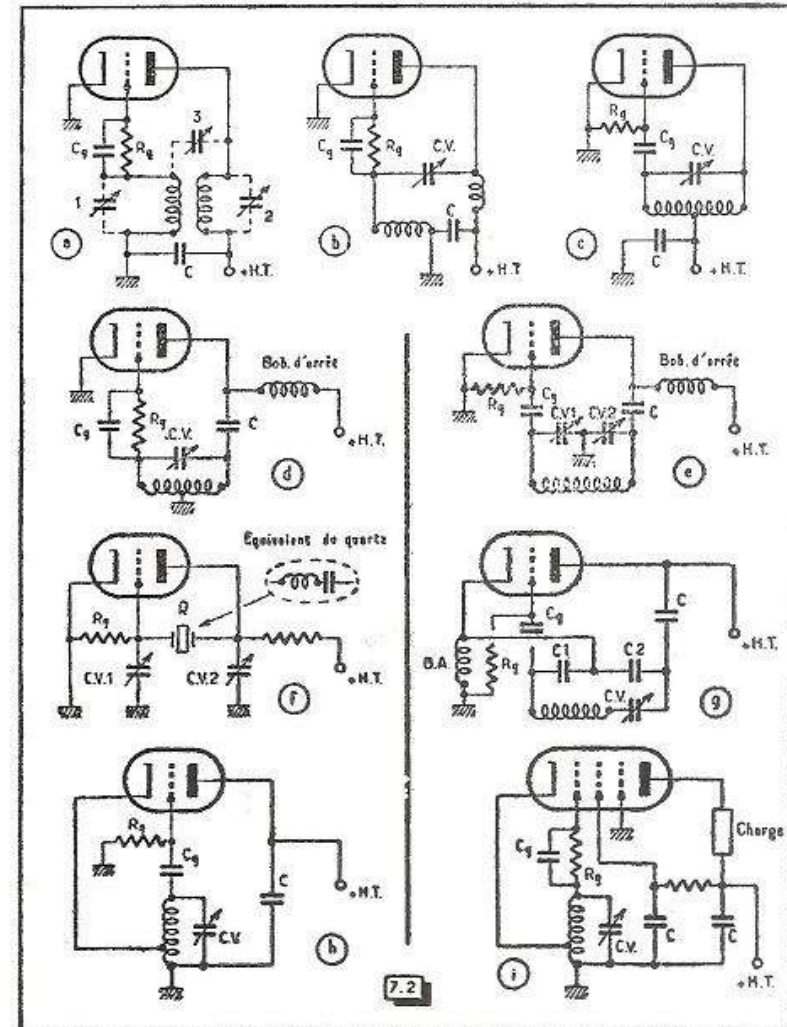 3
Cg
Rg
1
2
C
+H.T.
a
Cg
Rg
C.V.
C
+H.T
b
Rg
Cg
C.V.
C
+H.T.
c
Bob. d'arrêt
Cg
Rg
C.V.
C
+H.T.
d
Bob. d'arrêt
Rg
Cg
C.V.1
C.V.2
C
+H.T.
e
Equivalent du quartz
Rg
Q
C.V.1
C.V.2
+H.T.
f
Cg
C
B.A.
Rg
C1
C2
C.V.
+H.T.
g
Rg
Cg
C
C.V.
+H.T.
h
Cg
Rg
Charge
C.V.
C
C
+H.T.
i
7.2